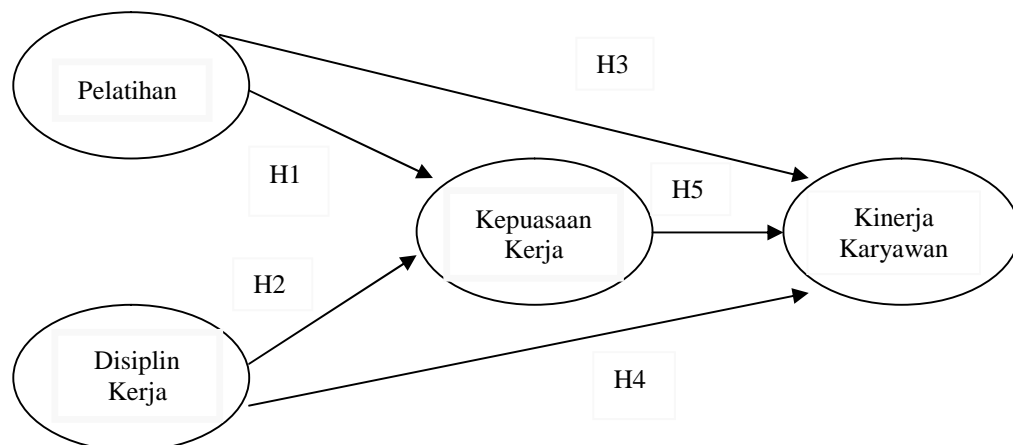 H3
Pelatihan
H1
Kepuasaan
Kerja
H5
Kinerja
Karyawan
H2
Disiplin
Kerja
H4